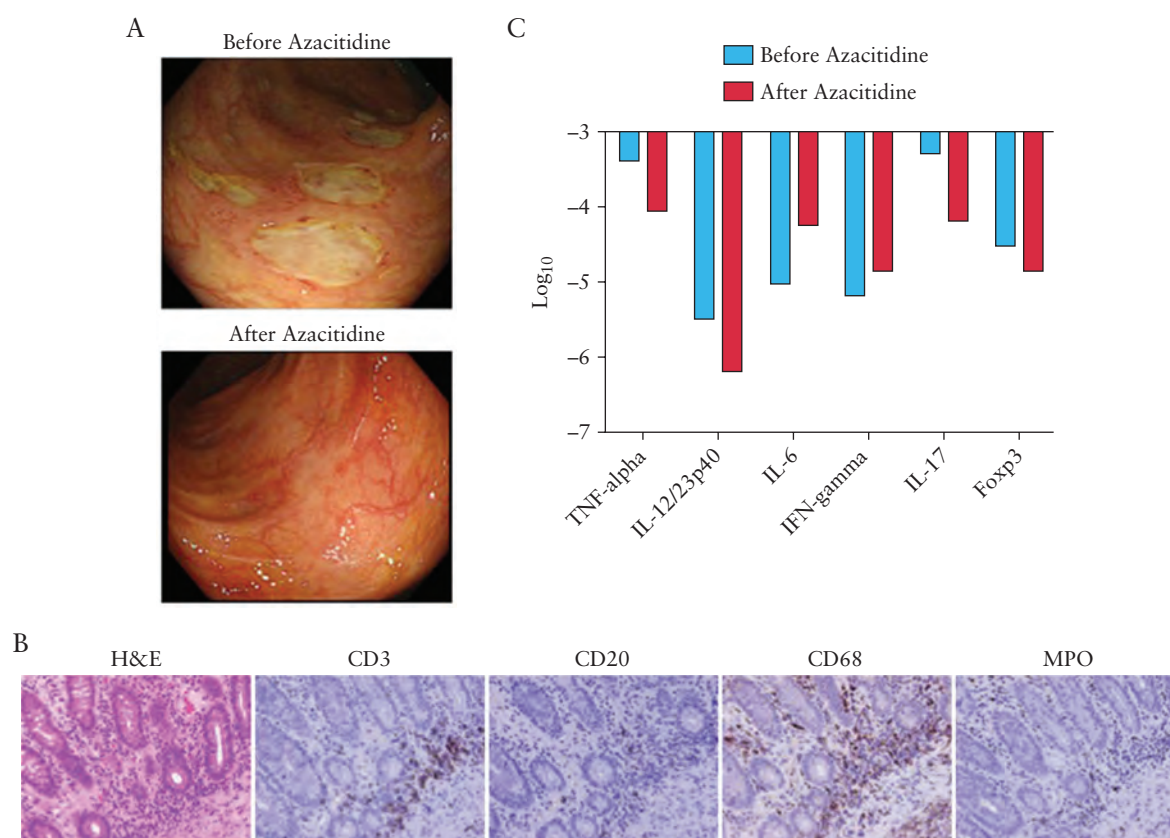 A
Before Azacitidine
After Azacitidine
C
Before Azacitidine
After Azacitidine
−3
−4
−5
−6
−7
Log10
TNF-alpha
IL-12/23p40
IL-6
IFN-gamma
IL-17
Foxp3
B
H&E
CD3
CD20
CD68
MPO